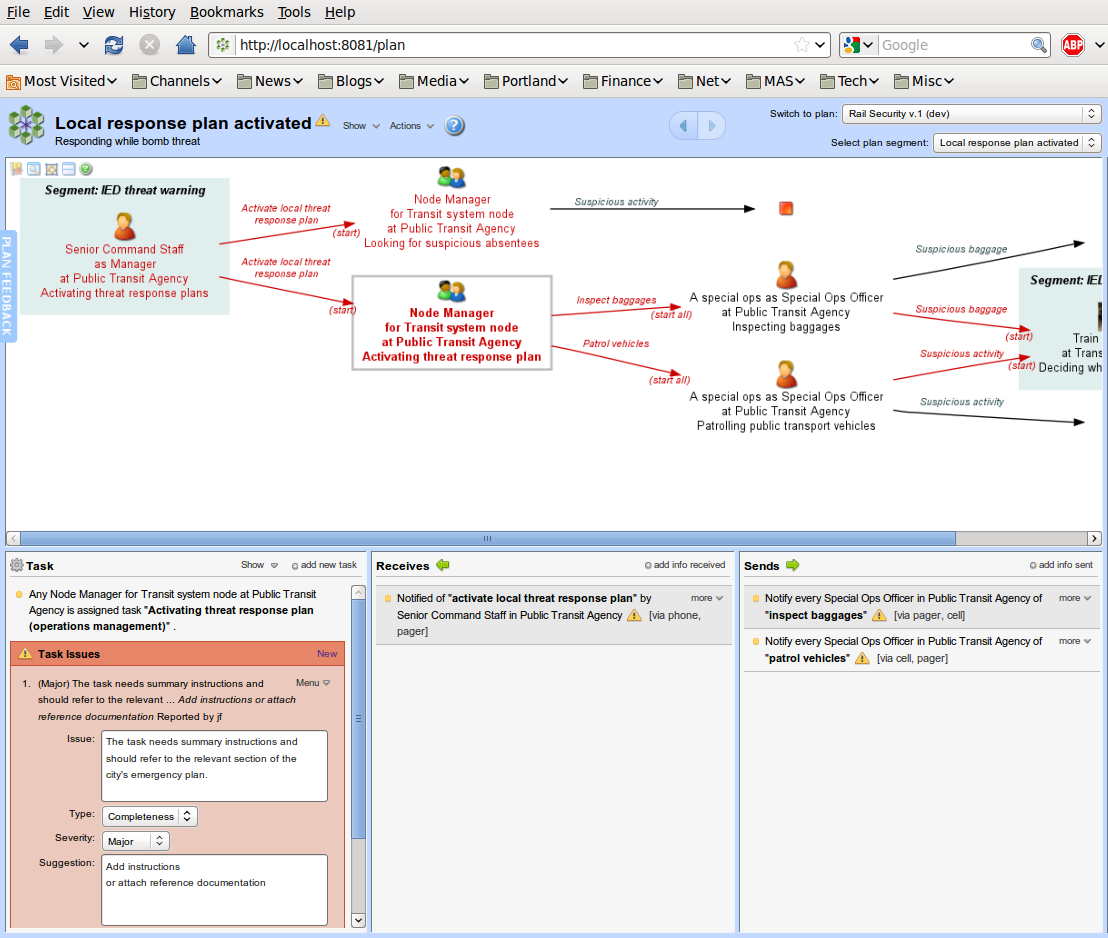 File Edit View History Bookmarks Tools Help
http://localhost:8081/plan
Google
ABP
Most Visited Channels News Blogs Media Portland Finance Net MAS Tech Misc
Local response plan activated
Show Actions ?
Responding while bomb threat
Switch to plan: Rail Security v.1 (dev)
Select plan segment: Local response plan activated
PLAN FEEDBACK
Segment: IED threat warning
Senior Command Staff
as Manager
at Public Transit Agency
Activating threat response plans
Activate local threat
response plan
(start)
Activate local threat
response plan
(start)
Node Manager
for Transit system node
at Public Transit Agency
Looking for suspicious absentees
Suspicious activity
Node Manager
for Transit system node
at Public Transit Agency
Activating threat response plan
Inspect baggages
(start all)
Patrol vehicles
(start all)
A special ops as Special Ops Officer
at Public Transit Agency
Inspecting baggages
A special ops as Special Ops Officer
at Public Transit Agency
Patrolling public transport vehicles
Suspicious baggage
Suspicious baggage
(start)
Suspicious activity
(start)
Suspicious activity
Segment: IED
Train
at Trans
Deciding wh
Task
Show add new task
Any Node Manager for Transit system node at Public Transit
Agency is assigned task "Activating threat response plan
(operations management)" .
Task Issues New
1. (Major) The task needs summary instructions and Menu
should refer to the relevant ... Add instructions or attach
reference documentation Reported by jf
Issue: The task needs summary instructions and
should refer to the relevant section of the
city's emergency plan.
Type: Completeness
Severity: Major
Suggestion: Add instructions
or attach reference documentation
Receives add info received
Notified of "activate local threat response plan" by more
Senior Command Staff in Public Transit Agency [via phone,
pager]
Sends add info sent
Notify every Special Ops Officer in Public Transit Agency of more
"inspect baggages" [via pager, cell]
Notify every Special Ops Officer in Public Transit Agency of more
"patrol vehicles" [via cell, pager]